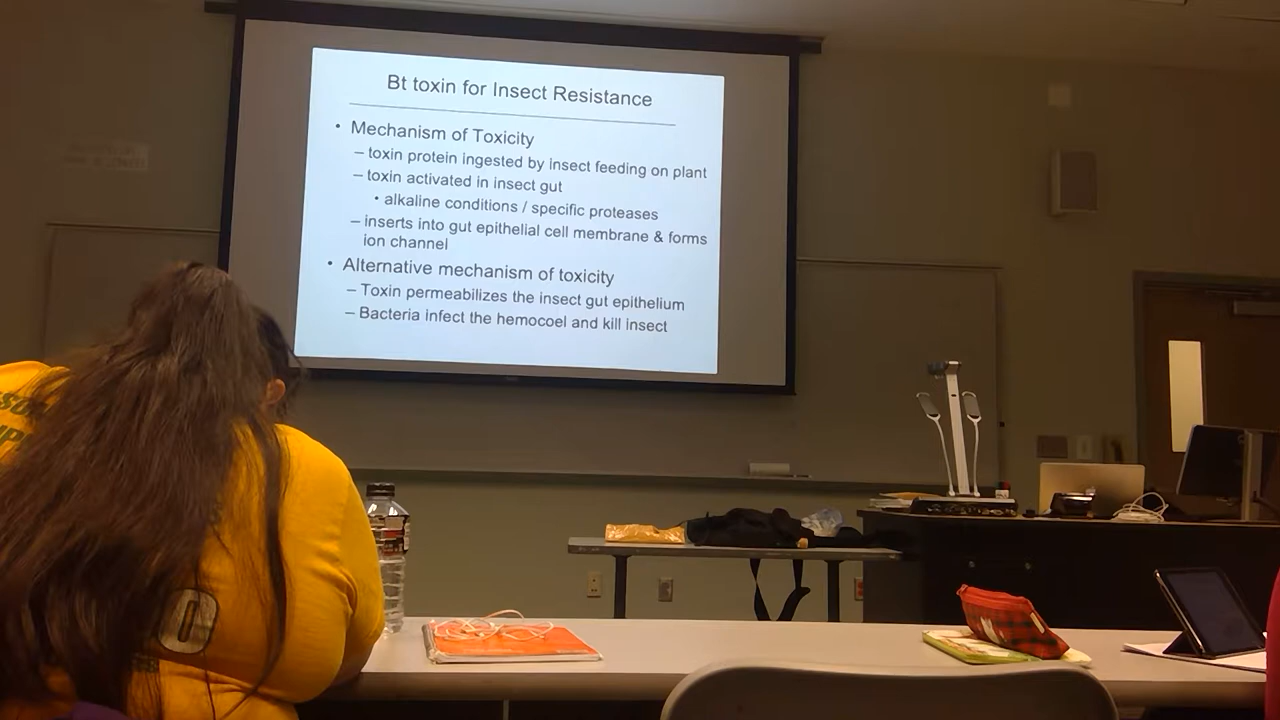 Bt toxin for Insect Resistance
• Mechanism of Toxicity
– toxin protein ingested by insect feeding on plant
– toxin activated in insect gut
• alkaline conditions / specific proteases
– inserts into gut epithelial cell membrane & forms
ion channel
• Alternative mechanism of toxicity
– Toxin permeabilizes the insect gut epithelium
– Bacteria infect the hemocoel and kill insect
0